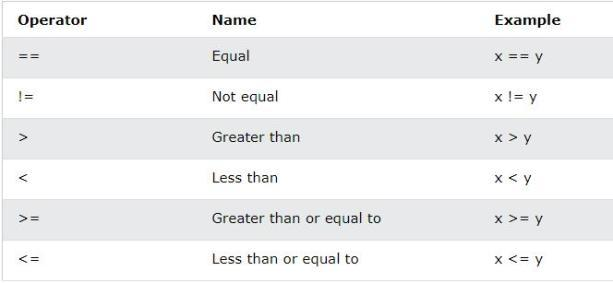 Operator Name Example
== Equal x == y
!= Not equal x != y
> Greater than x > y
< Less than x < y
>= Greater than or equal to x >= y
<= Less than or equal to x <= y